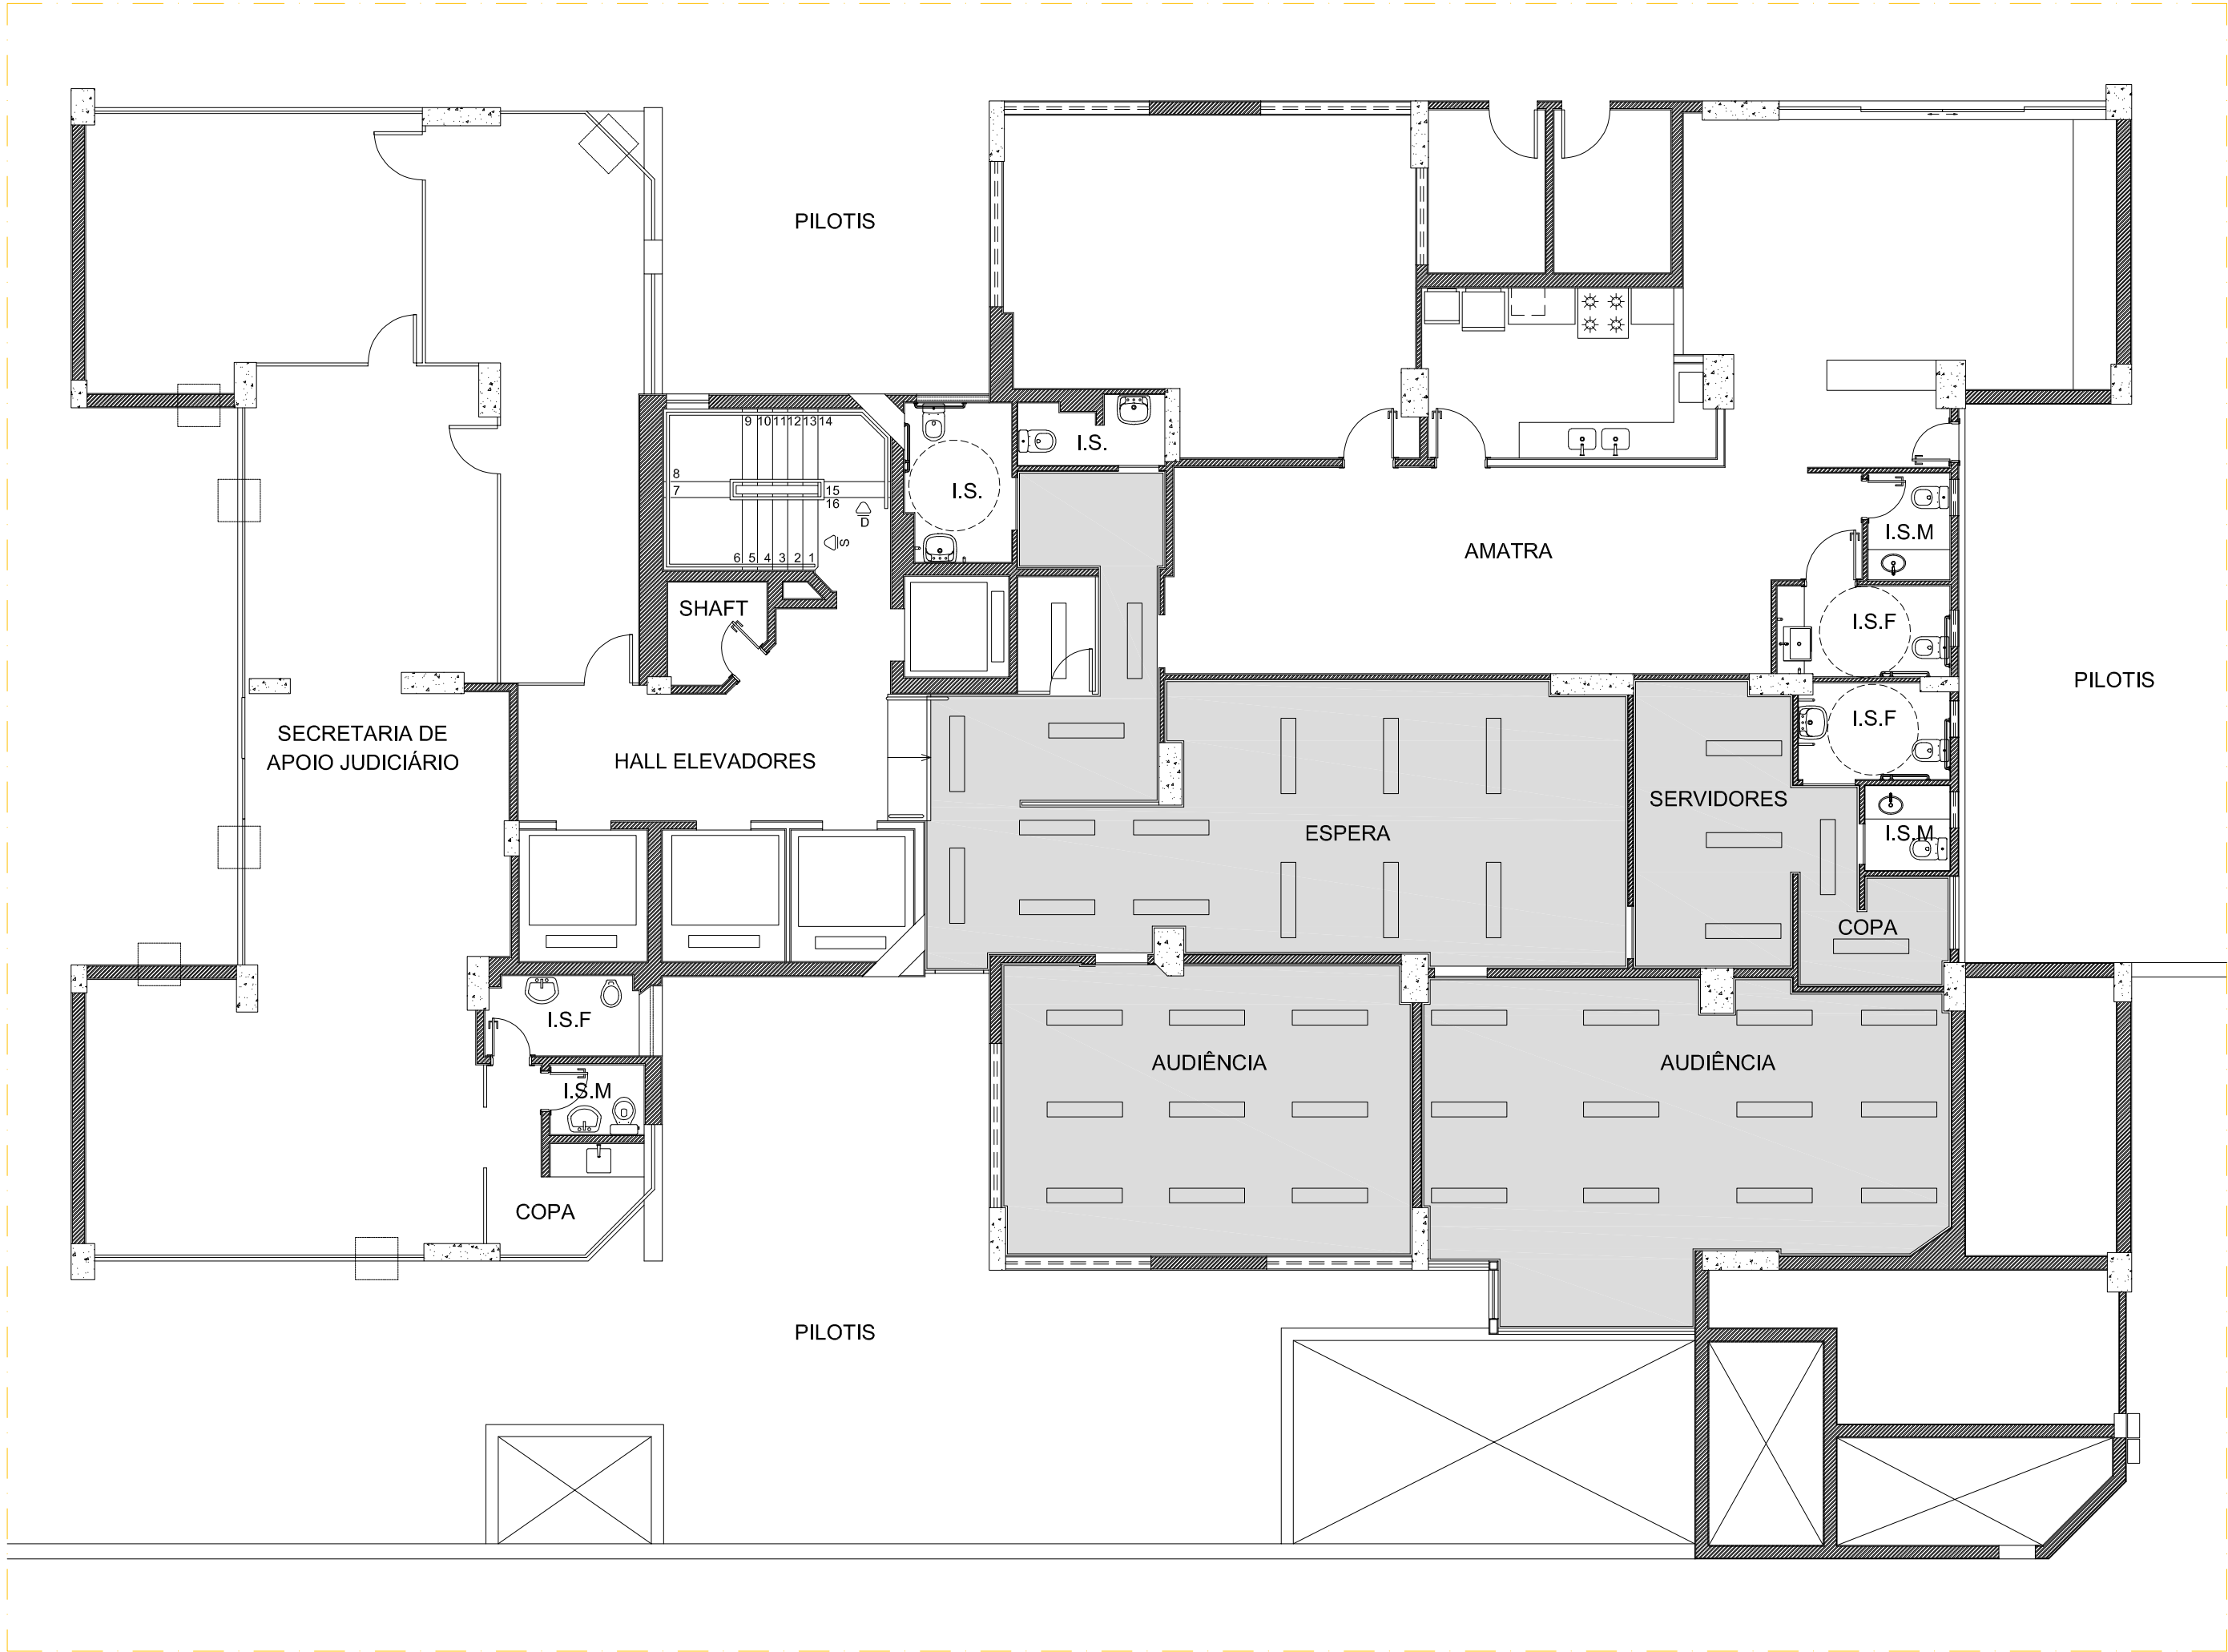 PILOTIS
9 10 11 12 13 14
8
7
15
16
D
S
6 5 4 3 2 1
I.S.
I.S.
AMATRA
I.S.M
SHAFT
I.S.F
PILOTIS
I.S.F
SECRETARIA DE
APOIO JUDICIÁRIO
HALL ELEVADORES
SERVIDORES
ESPERA
I.S.M
COPA
I.S.F
AUDIÊNCIA
AUDIÊNCIA
I.S.M
COPA
PILOTIS